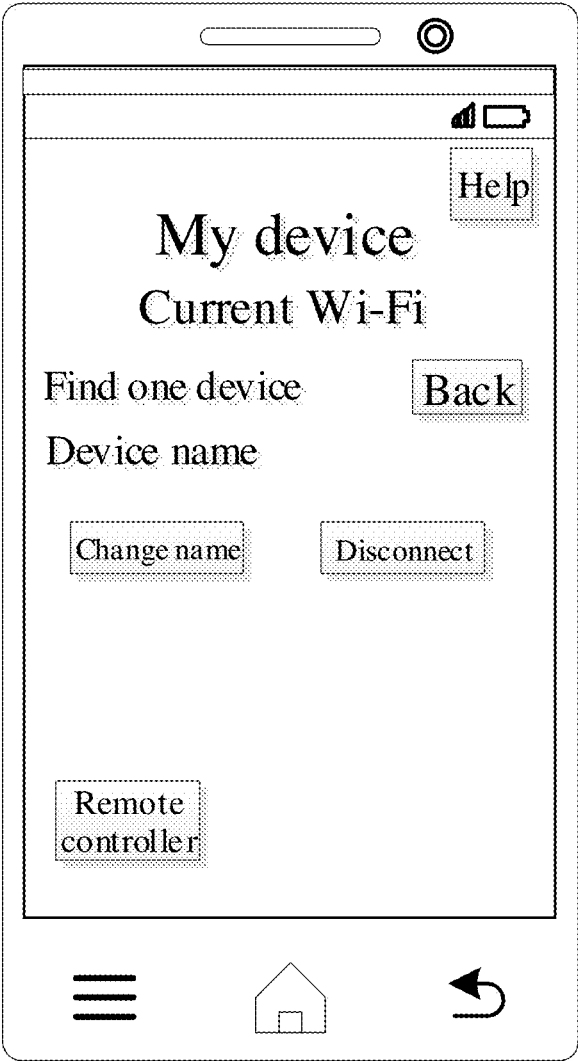 Help
My device
Current Wi-Fi
Find one device
Back
Device name
Change name
Disconnect
Remote
controller